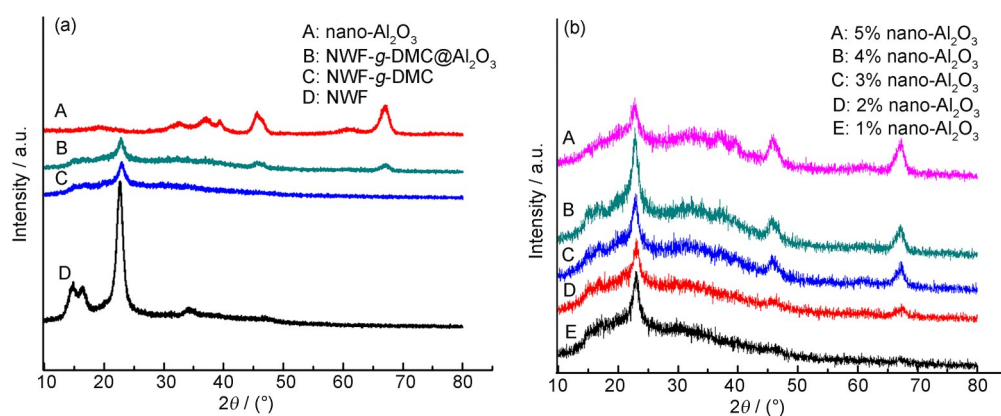 (a)
A: nano-Al₂O₃
B: NWF-g-DMC@Al₂O₃
C: NWF-g-DMC
D: NWF
A
B
C
D
Intensity / a.u.
10 20 30 40 50 60 70 80
2θ / (°)
(b)
A: 5% nano-Al₂O₃
B: 4% nano-Al₂O₃
C: 3% nano-Al₂O₃
D: 2% nano-Al₂O₃
E: 1% nano-Al₂O₃
A
B
C
D
E
Intensity / a.u.
10 20 30 40 50 60 70 80
2θ / (°)